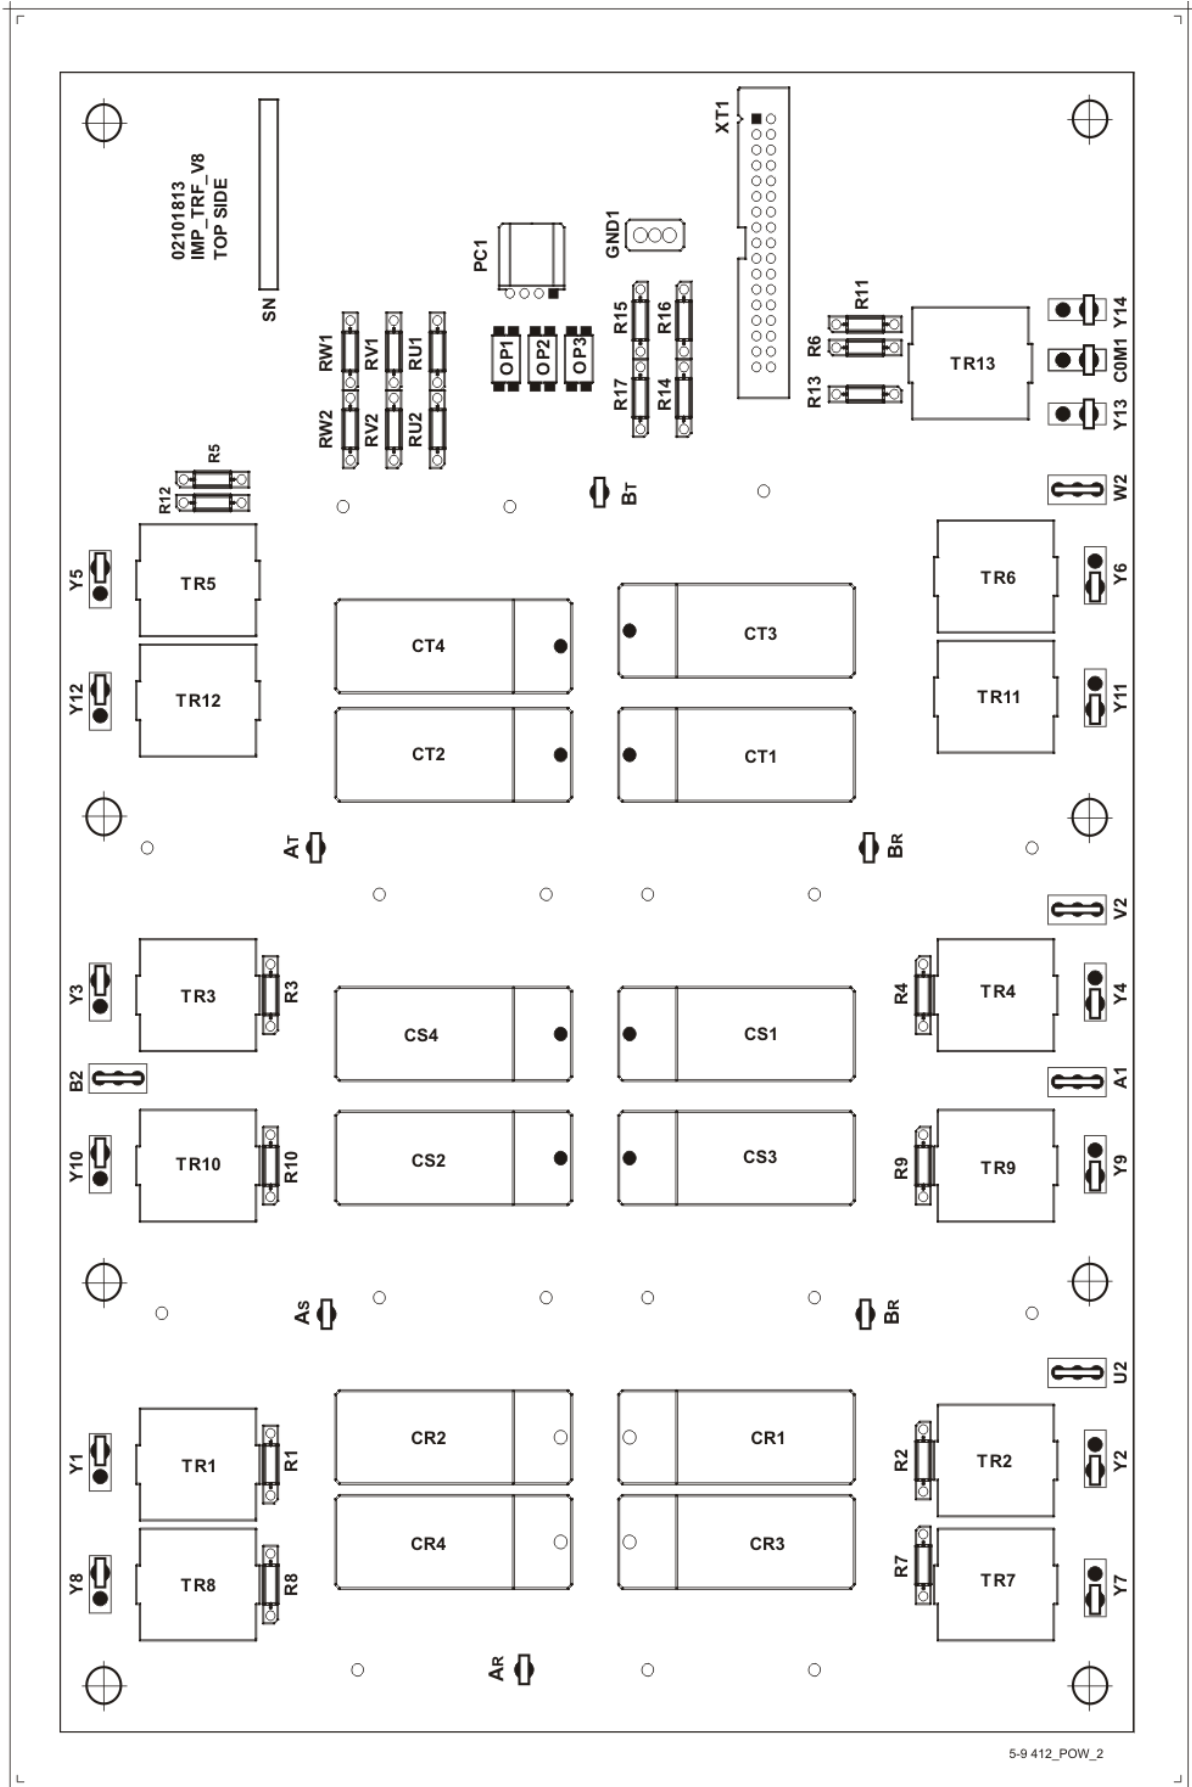 02101813
IMP_TRF_V8
TOP SIDE
SN
XT1
PC1
GND1
R15
R16
R11
R6
R13
TR13
Y14
C0M1
Y13
RW1
RV1
RU1
OP1
OP2
OP3
R17
R14
RW2
RV2
RU2
R5
R12
BT
W2
Y5
TR5
TR6
Y6
CT4
CT3
Y12
TR12
TR11
Y11
CT2
CT1
AT
BR
V2
Y3
TR3
R3
CS4
CS1
R4
TR4
Y4
B2
A1
Y10
TR10
R10
CS2
CS3
R9
TR9
Y9
AS
BR
U2
Y1
TR1
R1
CR2
CR1
R2
TR2
Y2
Y8
TR8
R8
CR4
CR3
R7
TR7
Y7
AR
5-9 412_POW_2